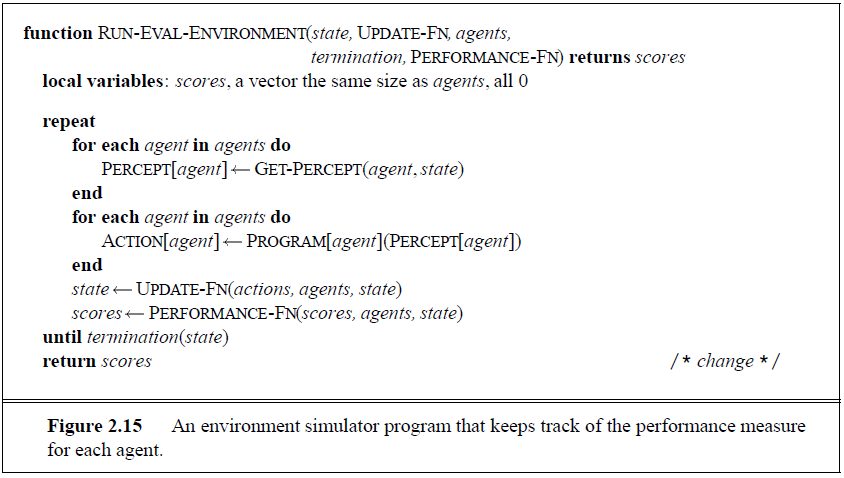 function RUN-EVAL-ENVIRONMENT(state, UPDATE-FN, agents,
termination, PERFORMANCE-FN) returns scores
local variables: scores, a vector the same size as agents, all 0
repeat
for each agent in agents do
PERCEPT[agent] ← GET-PERCEPT(agent, state)
end
for each agent in agents do
ACTION[agent] ← PROGRAM[agent](PERCEPT[agent])
end
state ← UPDATE-FN(actions, agents, state)
scores ← PERFORMANCE-FN(scores, agents, state)
until termination(state)
return scores /* change */
Figure 2.15 An environment simulator program that keeps track of the performance measure
for each agent.